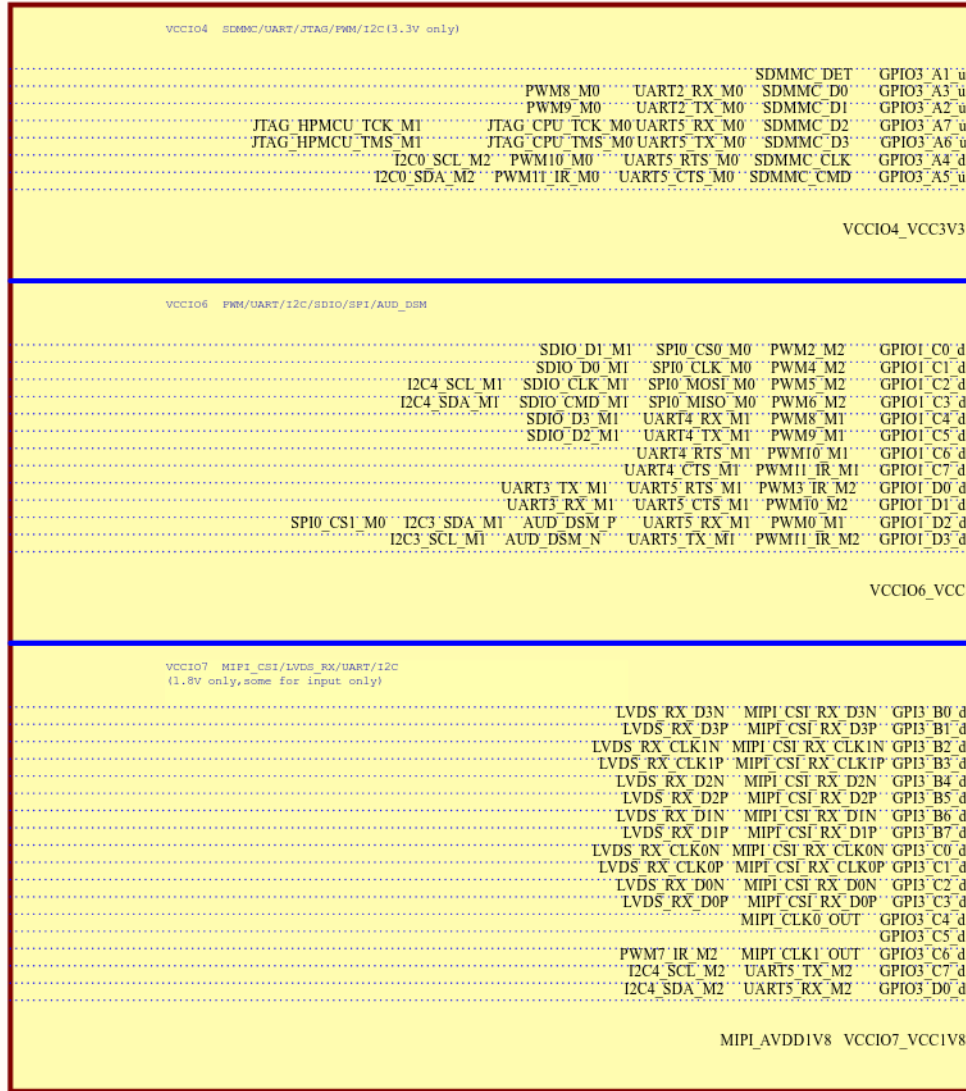 VCCIO4 SDMMC/UART/JTAG/PWM/I2C(3.3V only)
SDMMC_DET GPIO3_A1_u
PWM8_M0 UART2_RX_M0 SDMMC_D0 GPIO3_A3_u
PWM9_M0 UART2_TX_M0 SDMMC_D1 GPIO3_A2_u
JTAG_HPMCU_TCK_M1 JTAG_CPU_TCK_M0 UART5_RX_M0 SDMMC_D2 GPIO3_A7_u
JTAG_HPMCU_TMS_M1 JTAG_CPU_TMS_M0 UART5_TX_M0 SDMMC_D3 GPIO3_A6_u
I2C0_SCL_M2 PWM10_M0 UART5_RTS_M0 SDMMC_CLK GPIO3_A4_d
I2C0_SDA_M2 PWM11_IR_M0 UART5_CTS_M0 SDMMC_CMD GPIO3_A5_u
VCCIO4_VCC3V3
VCCIO6 PWM/UART/I2C/SDIO/SPI/AUD_DSM
SDIO_D1_M1 SPI0_CS0_M0 PWM2_M2 GPIO1_C0_d
SDIO_D0_M1 SPI0_CLK_M0 PWM4_M2 GPIO1_C1_d
I2C4_SCL_M1 SDIO_CLK_M1 SPI0_MOSI_M0 PWM5_M2 GPIO1_C2_d
I2C4_SDA_M1 SDIO_CMD_M1 SPI0_MISO_M0 PWM6_M2 GPIO1_C3_d
SDIO_D3_M1 UART4_RX_M1 PWM8_M1 GPIO1_C4_d
SDIO_D2_M1 UART4_TX_M1 PWM9_M1 GPIO1_C5_d
UART4_RTS_M1 PWM10_M1 GPIO1_C6_d
UART4_CTS_M1 PWM11_IR_M1 GPIO1_C7_d
UART3_TX_M1 UART5_RTS_M1 PWM3_IR_M2 GPIO1_D0_d
UART3_RX_M1 UART5_CTS_M1 PWM10_M2 GPIO1_D1_d
SPI0_CS1_M0 I2C3_SDA_M1 AUD_DSM_P UART5_RX_M1 PWM0_M1 GPIO1_D2_d
I2C3_SCL_M1 AUD_DSM_N UART5_TX_M1 PWM11_IR_M2 GPIO1_D3_d
VCCIO6_VCC
VCCIO7 MIPI_CSI/LVDS_RX/UART/I2C
(1.8V only,some for input only)
LVDS_RX_D3N MIPI_CSI_RX_D3N GPI3_B0_d
LVDS_RX_D3P MIPI_CSI_RX_D3P GPI3_B1_d
LVDS_RX_CLK1N MIPI_CSI_RX_CLK1N GPI3_B2_d
LVDS_RX_CLK1P MIPI_CSI_RX_CLK1P GPI3_B3_d
LVDS_RX_D2N MIPI_CSI_RX_D2N GPI3_B4_d
LVDS_RX_D2P MIPI_CSI_RX_D2P GPI3_B5_d
LVDS_RX_D1N MIPI_CSI_RX_D1N GPI3_B6_d
LVDS_RX_D1P MIPI_CSI_RX_D1P GPI3_B7_d
LVDS_RX_CLK0N MIPI_CSI_RX_CLK0N GPI3_C0_d
LVDS_RX_CLK0P MIPI_CSI_RX_CLK0P GPI3_C1_d
LVDS_RX_D0N MIPI_CSI_RX_D0N GPI3_C2_d
LVDS_RX_D0P MIPI_CSI_RX_D0P GPI3_C3_d
MIPI_CLK0_OUT GPIO3_C4_d
GPIO3_C5_d
PWM7_IR_M2 MIPI_CLK1_OUT GPIO3_C6_d
I2C4_SCL_M2 UART5_TX_M2 GPIO3_C7_d
I2C4_SDA_M2 UART5_RX_M2 GPIO3_D0_d
MIPI_AVDD1V8 VCCIO7_VCC1V8